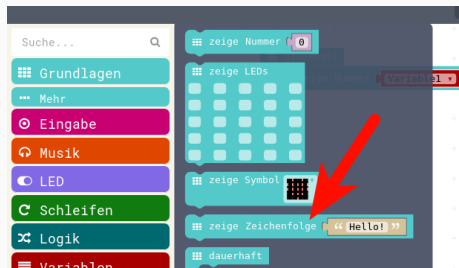 Suche...
Grundlagen
Mehr
Eingabe
Musik
LED
Schleifen
Logik
Variablen
zeige Nummer 0
zeige LEDs
Variable1
zeige Symbol
zeige Zeichenfolge “ Hello! ”
dauerhaft